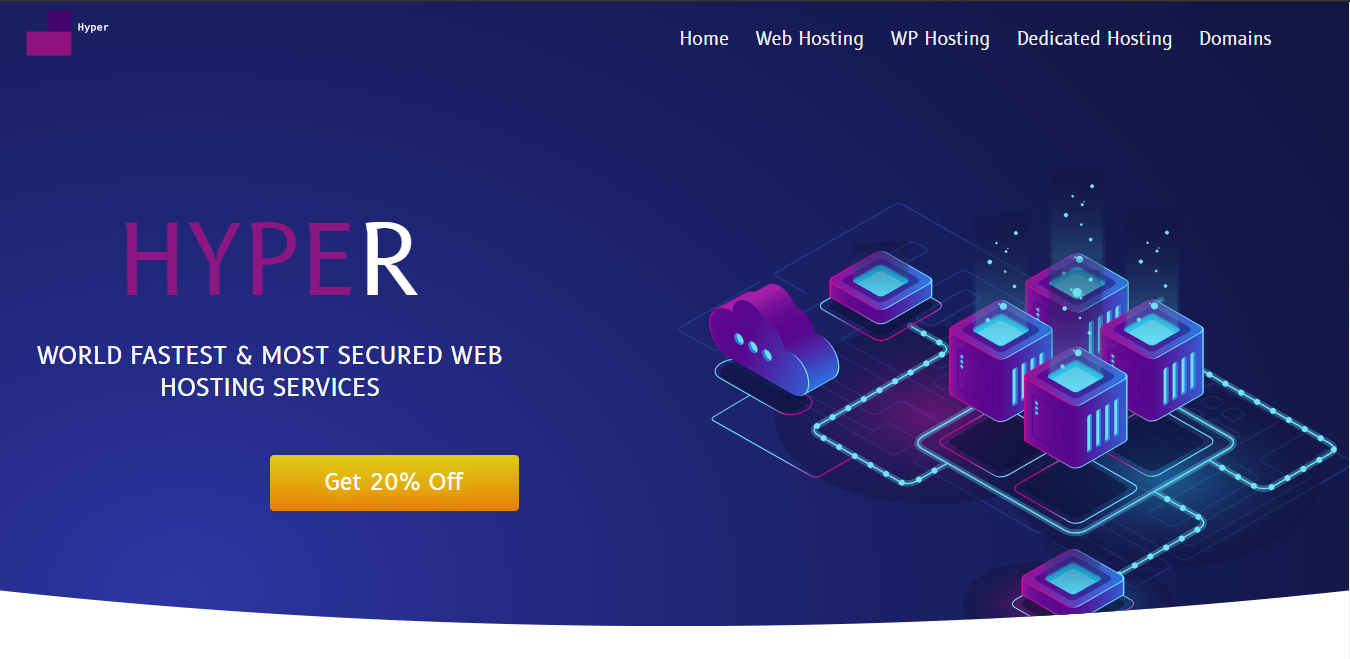 Hyper
Home Web Hosting WP Hosting Dedicated Hosting Domains
HYPER
WORLD FASTEST & MOST SECURED WEB
HOSTING SERVICES
Get 20% Off